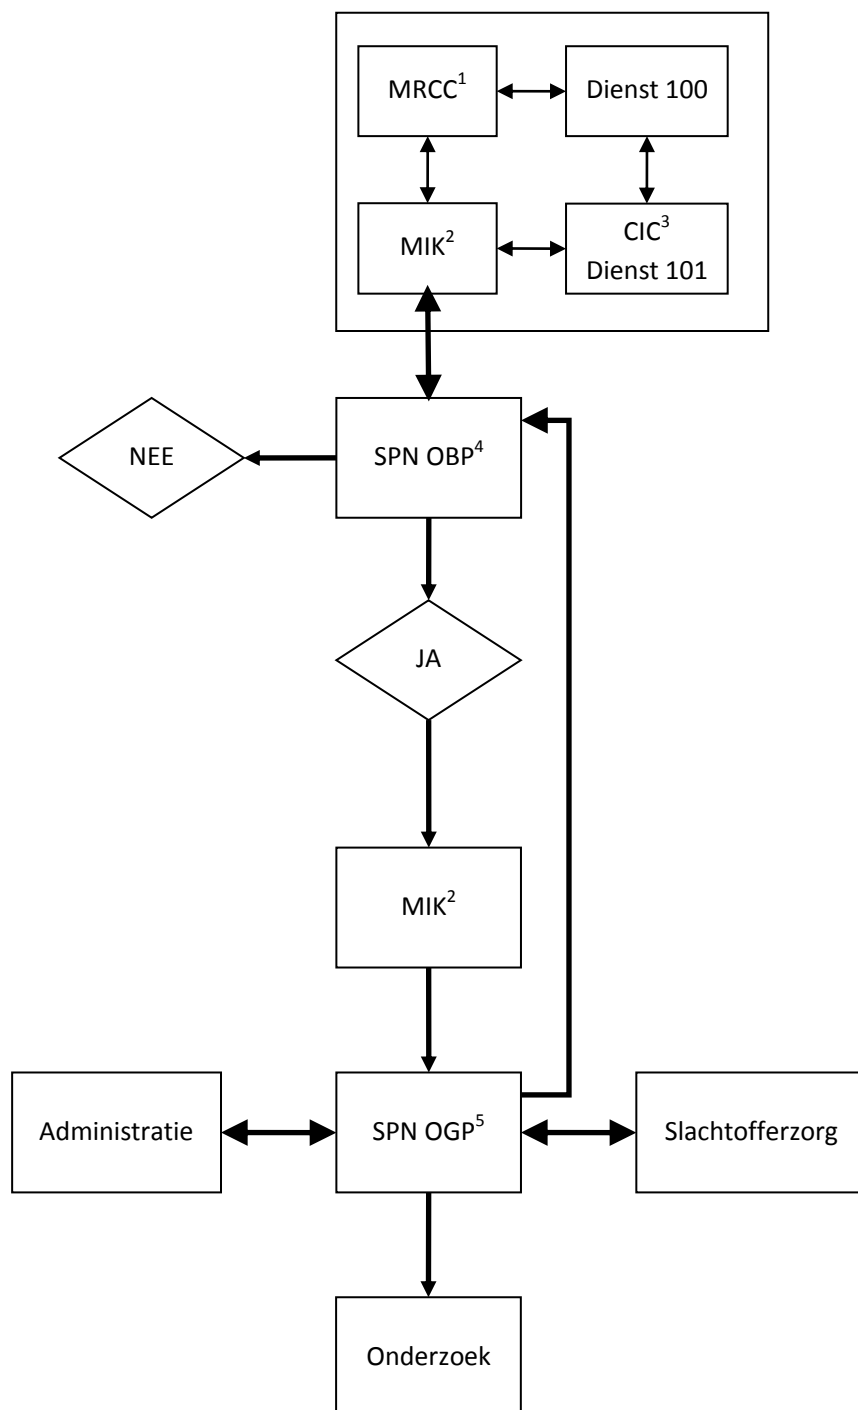 MRCC¹
Dienst 100
MIK²
CIC³
Dienst 101
NEE
SPN OBP⁴
JA
MIK²
Administratie
SPN OGP⁵
Slachtofferzorg
Onderzoek